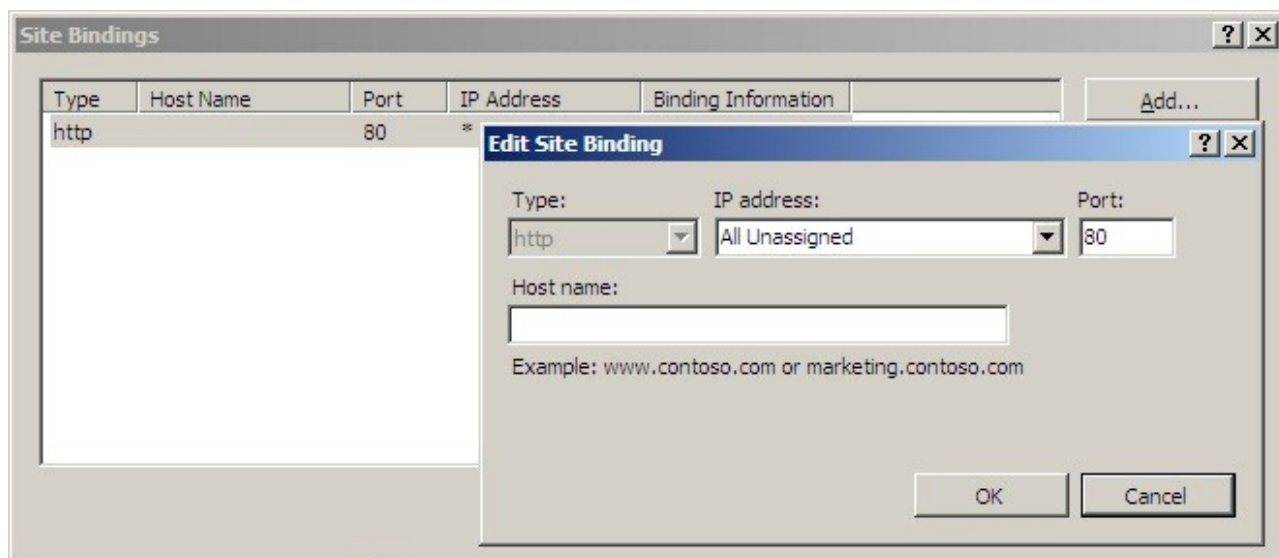 Site Bindings
Type Host Name Port IP Address Binding Information Add...
http 80 *
Edit Site Binding
Type: IP address: Port:
http All Unassigned 80
Host name:
Example: www.contoso.com or marketing.contoso.com
OK Cancel